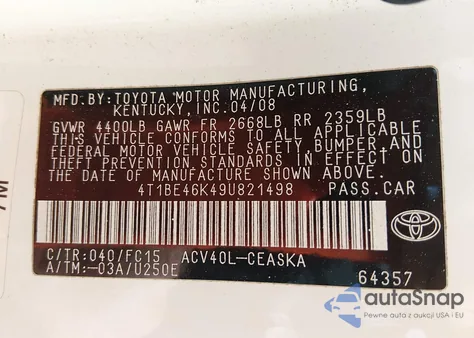 MFD.BY:TOYOTA MOTOR MANUFACTURING,
KENTUCKY, INC.04/08
GVWR 4400LB GAWR FR 2668LB RR 2359LB
THIS VEHICLE CONFORMS TO ALL APPLICABLE
FEDERAL MOTOR VEHICLE SAFETY, BUMPER, AND
THEFT PREVENTION STANDARDS IN EFFECT ON
THE DATE OF MANUFACTURE SHOWN ABOVE.
4T1BE46K49U821498 PASS.CAR
C/TR:040/FC15 ACV40L-CEASKA
A/TM:-03A/U250E 64357
autaSnap
Pewne auta z aukcji USA i EU